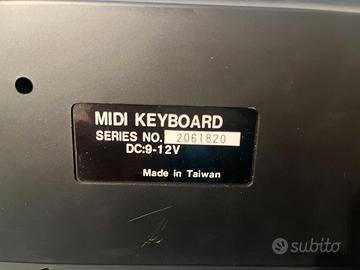 MIDI KEYBOARD
SERIES NO. 2061820
DC:9-12V
Made in Taiwan
subito